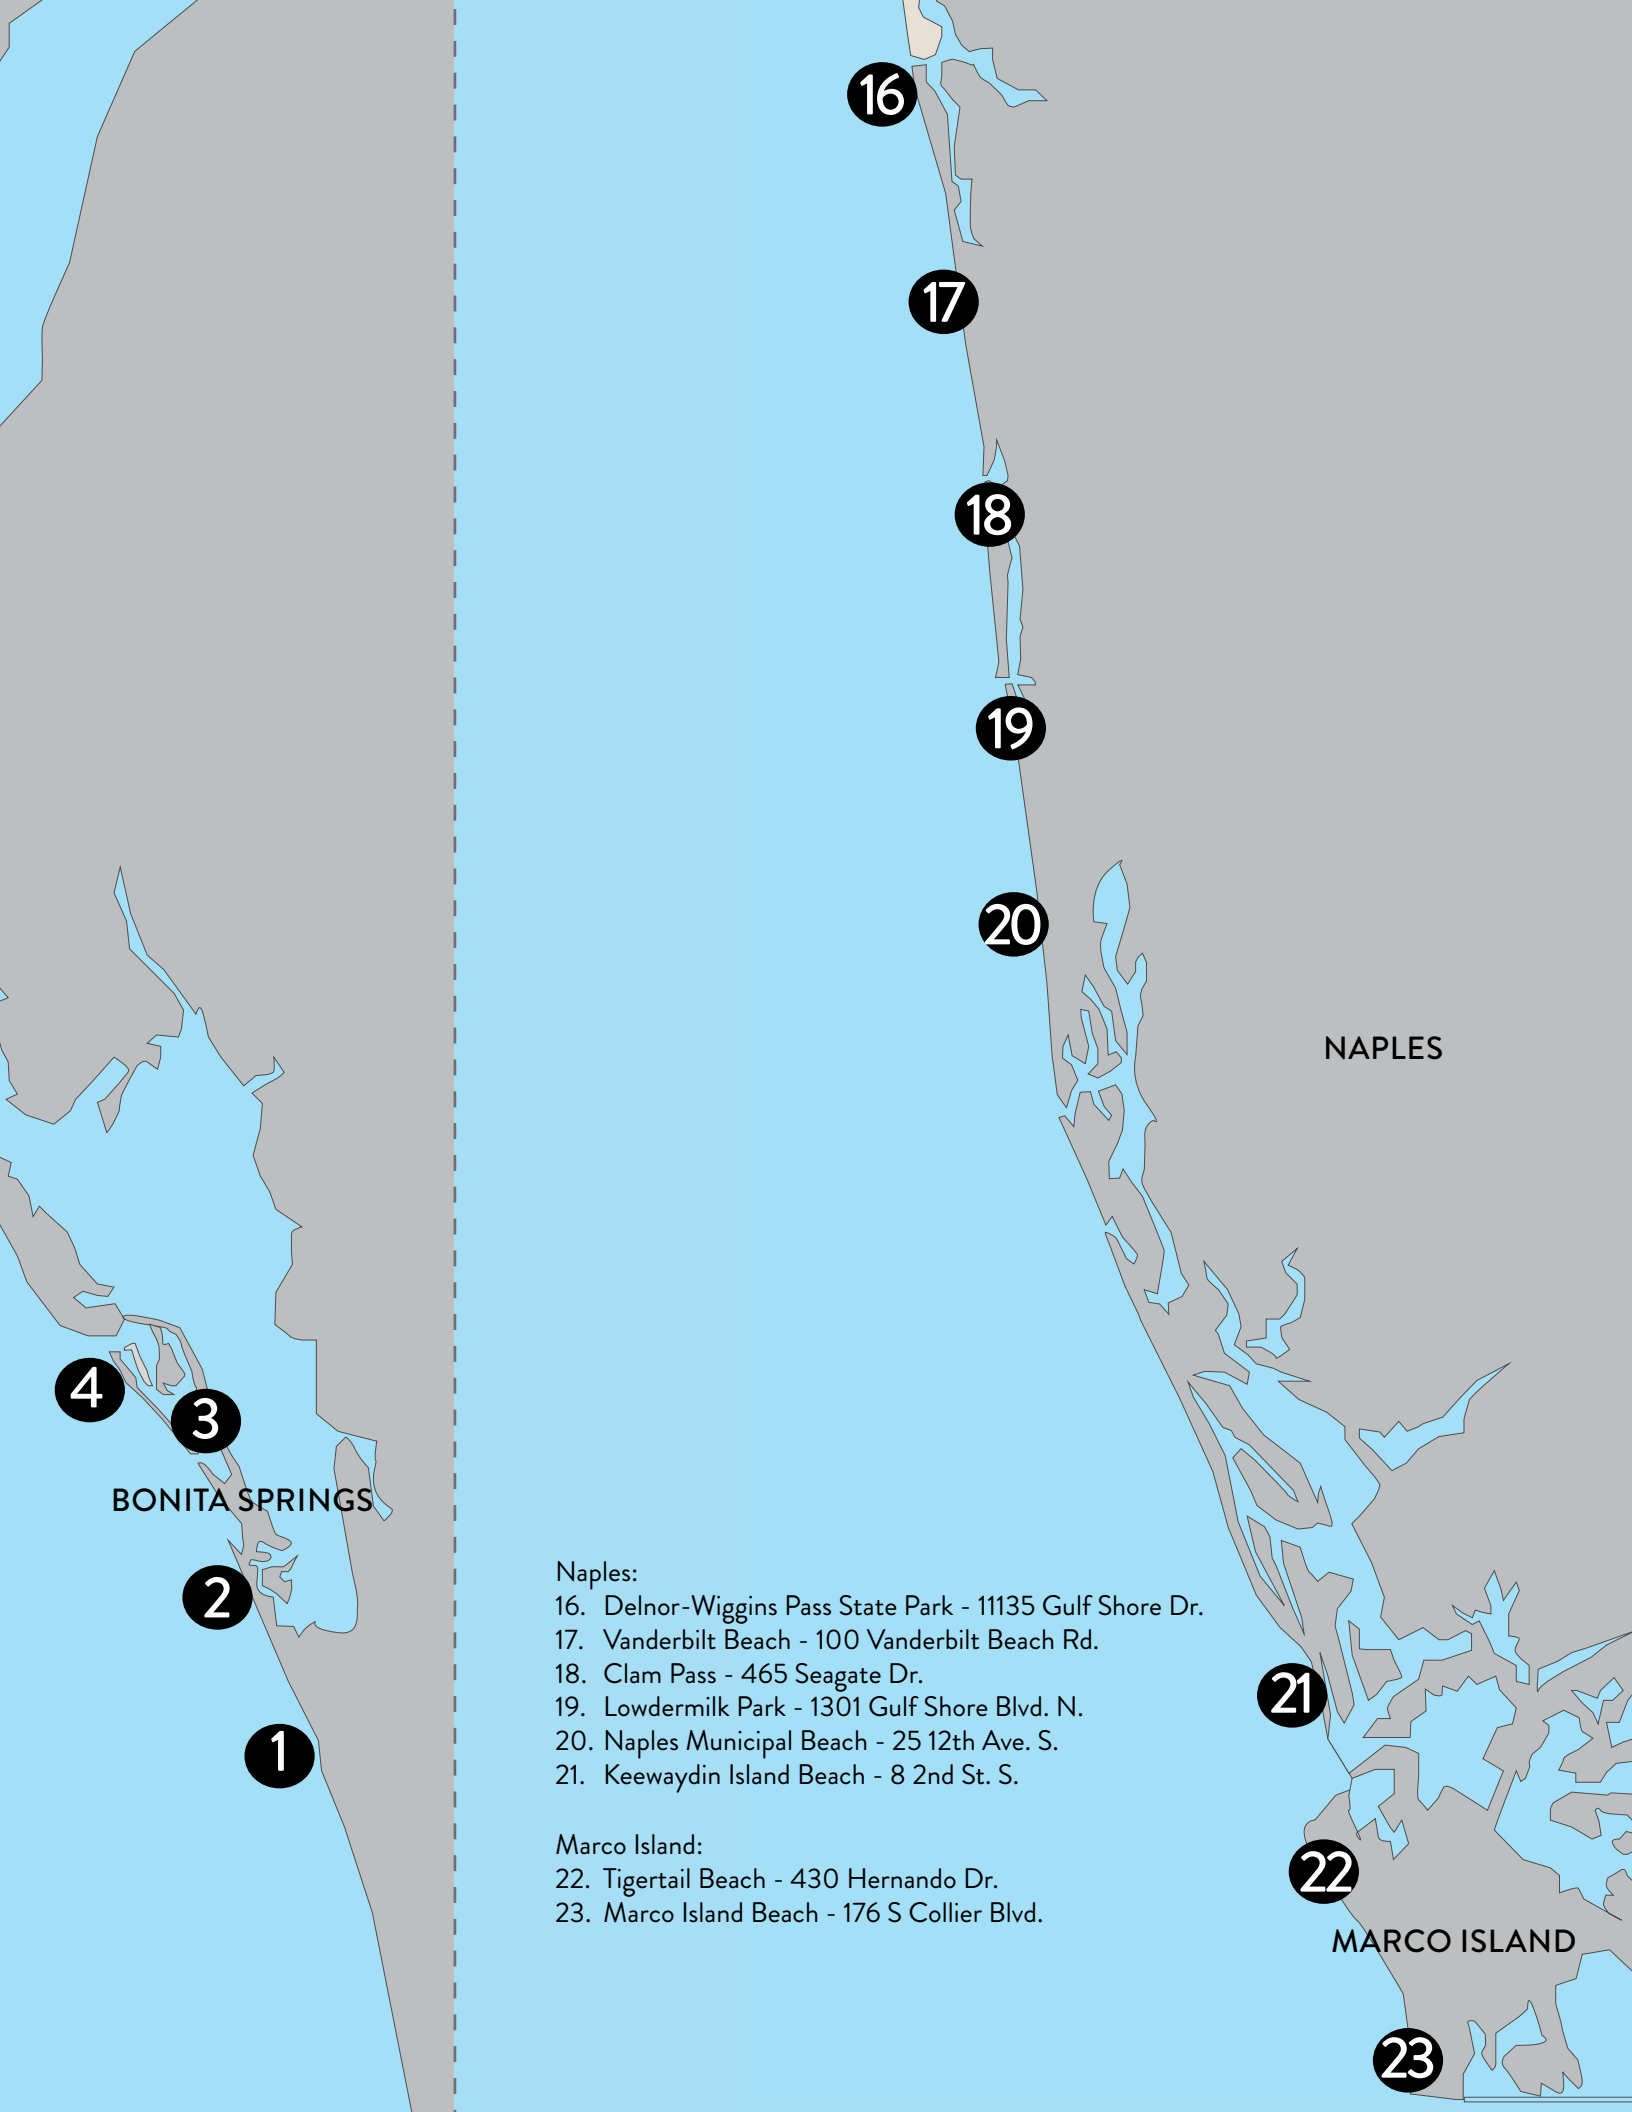 16
17
18
19
20
NAPLES
4
3
BONITA SPRINGS
2
1
Naples:
16. Delnor-Wiggins Pass State Park - 11135 Gulf Shore Dr.
17. Vanderbilt Beach - 100 Vanderbilt Beach Rd.
18. Clam Pass - 465 Seagate Dr.
19. Lowdermilk Park - 1301 Gulf Shore Blvd. N.
20. Naples Municipal Beach - 25 12th Ave. S.
21. Keewaydin Island Beach - 8 2nd St. S.
Marco Island:
22. Tigertail Beach - 430 Hernando Dr.
23. Marco Island Beach - 176 S Collier Blvd.
21
22
MARCO ISLAND
23